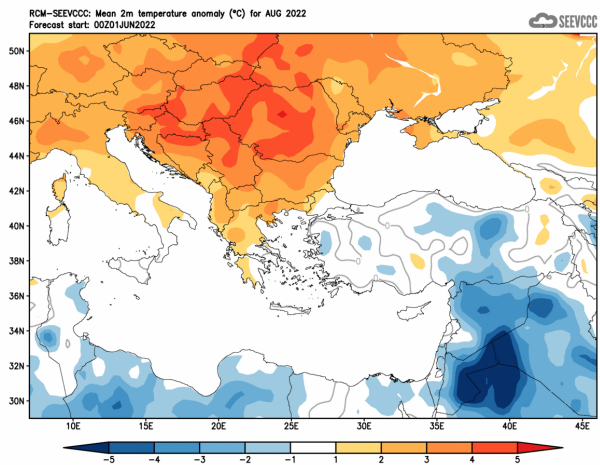 RCM-SEEVCCC: Mean 2m temperature anomaly (°C) for AUG 2022
Forecast start: 00Z01JUN2022
SEEVCCC
50N
48N
46N
44N
42N
40N
38N
36N
34N
32N
30N
10E 15E 20E 25E 30E 35E 40E 45E
-5 -4 -3 -2 -1 1 2 3 4 5